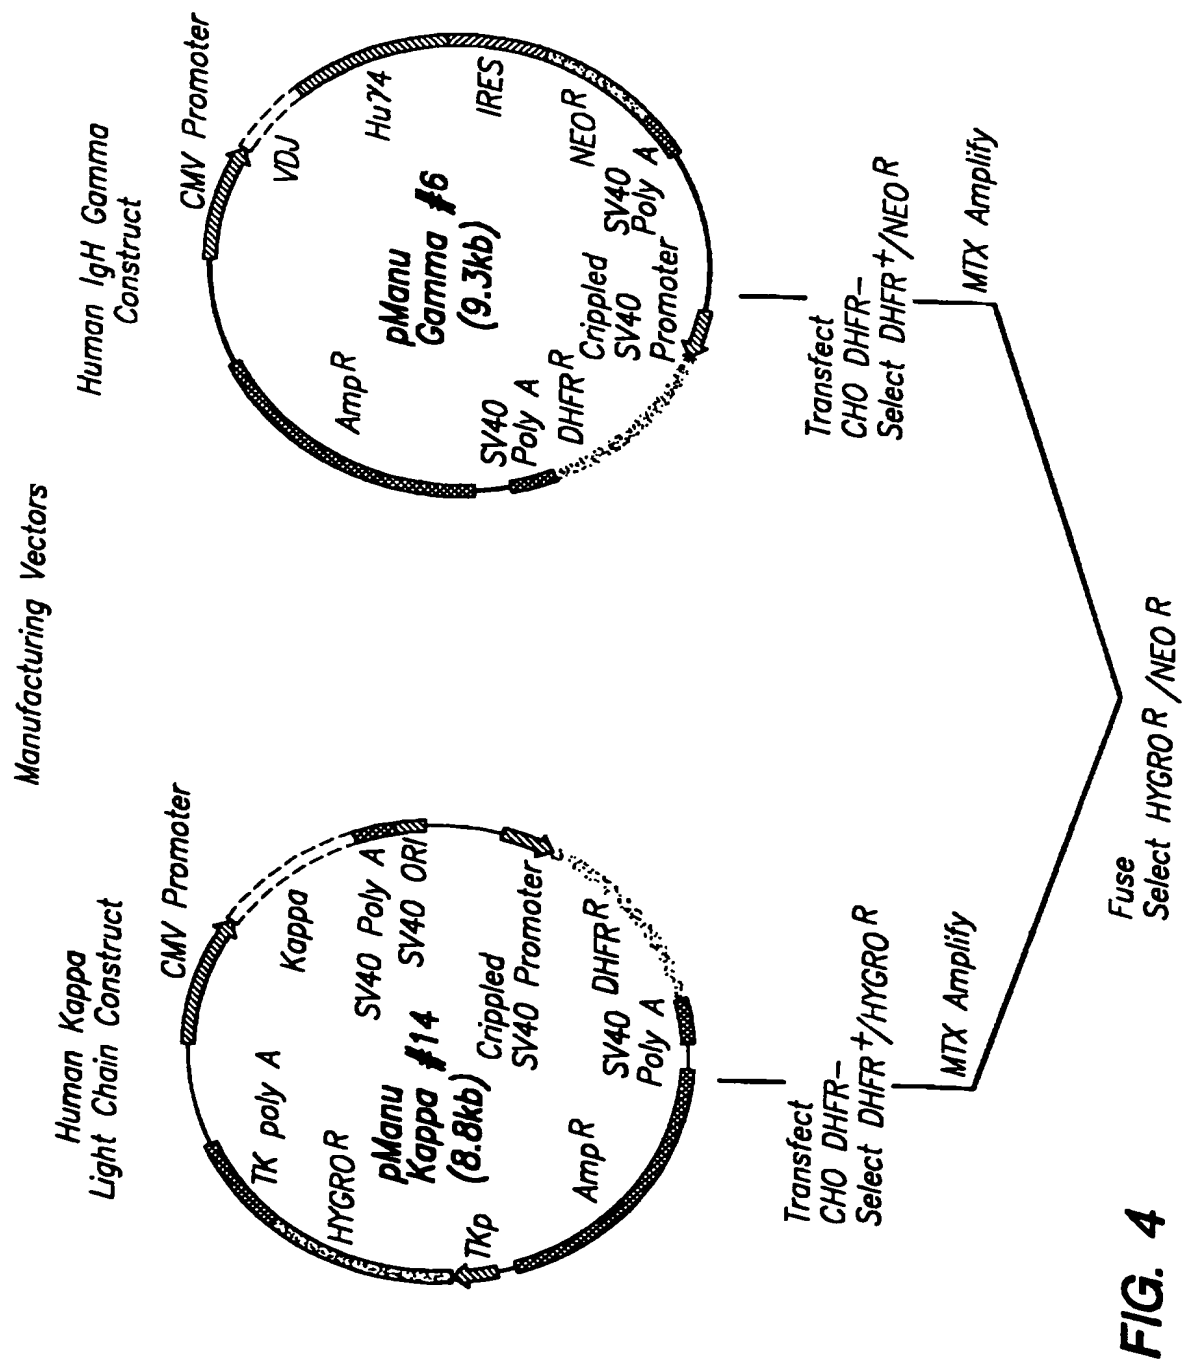 Manufacturing Vectors
Human Kappa
Light Chain Construct
CMV Promoter
Kappa
SV40 Poly A
SV40 ORI
Crippled
SV40 Promoter
SV40 DHFR R
Poly A
AmpR
TKp
HYGRO R
TK poly A
pManu
Kappa #14
(8.8kb)
Transfect
CHO DHFR-
Select DHFR+/HYGRO R
MTX Amplify
Human IgH Gamma
Construct
CMV Promoter
VDJ
Huγ4
IRES
NEO R
SV40
Poly A
Crippled
SV40
Promoter
DHFR R
SV40
Poly A
Amp R
pManu
Gamma #6
(9.3kb)
Transfect
CHO DHFR-
Select DHFR+/NEO R
MTX Amplify
Fuse
Select HYGRO R /NEO R
FIG. 4